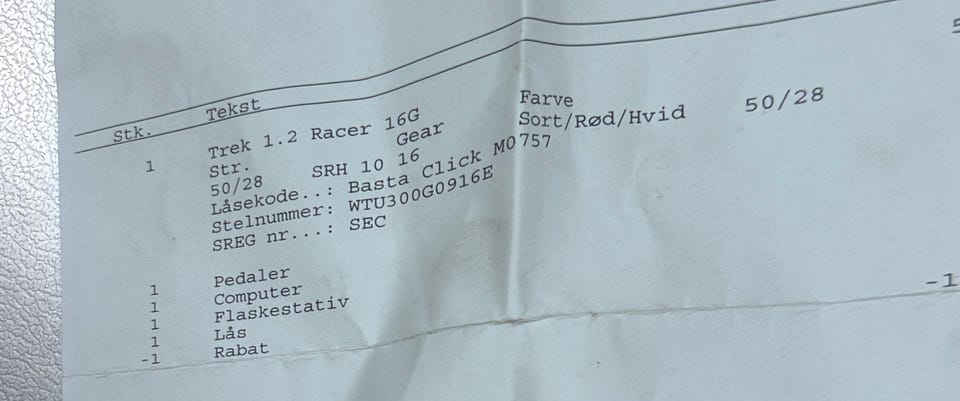 Stk. Tekst
1 Trek 1.2 Racer 16G Farve
Str. Gear Sort/Rød/Hvid 50/28
50/28 SRH 10 16
Låsekode..: Basta Click M0757
Stelnummer: WTU300G0916E
SREG nr...: SEC
1 Pedaler
1 Computer
1 Flaskestativ
1 Lås
-1 Rabat -1